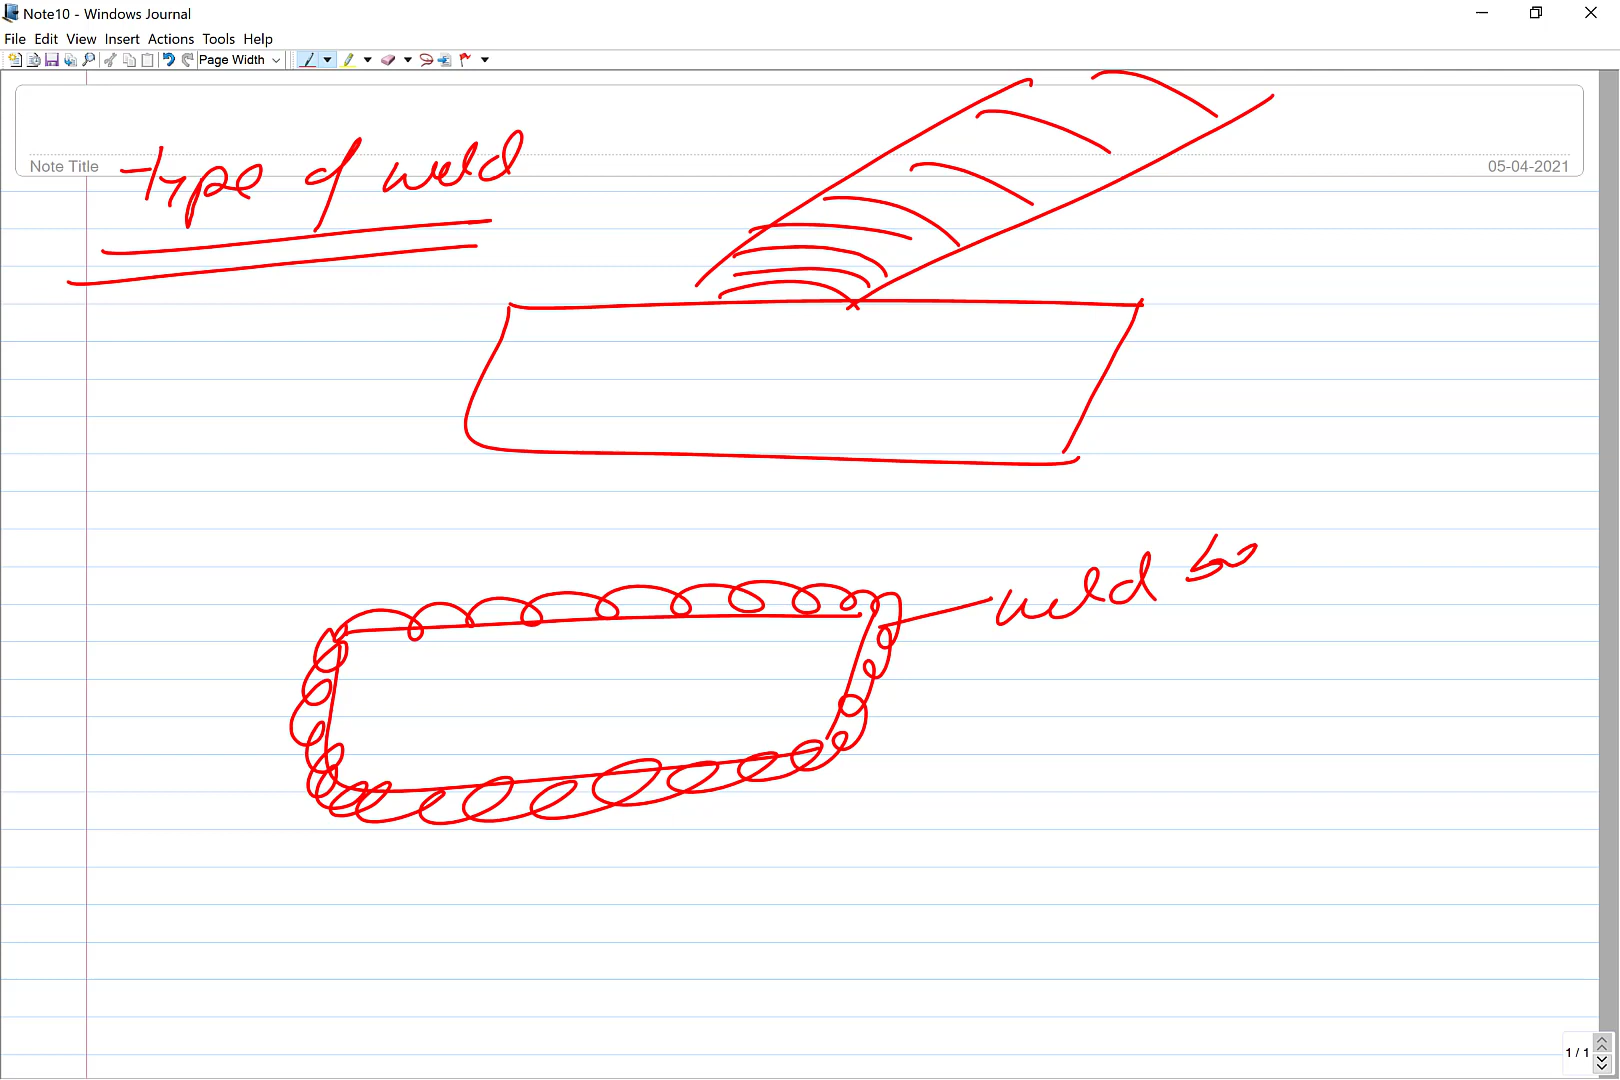 Note10 - Windows Journal
File Edit View Insert Actions Tools Help
Page Width
Type of weld
Note Title
05-04-2021
weld
1 / 1